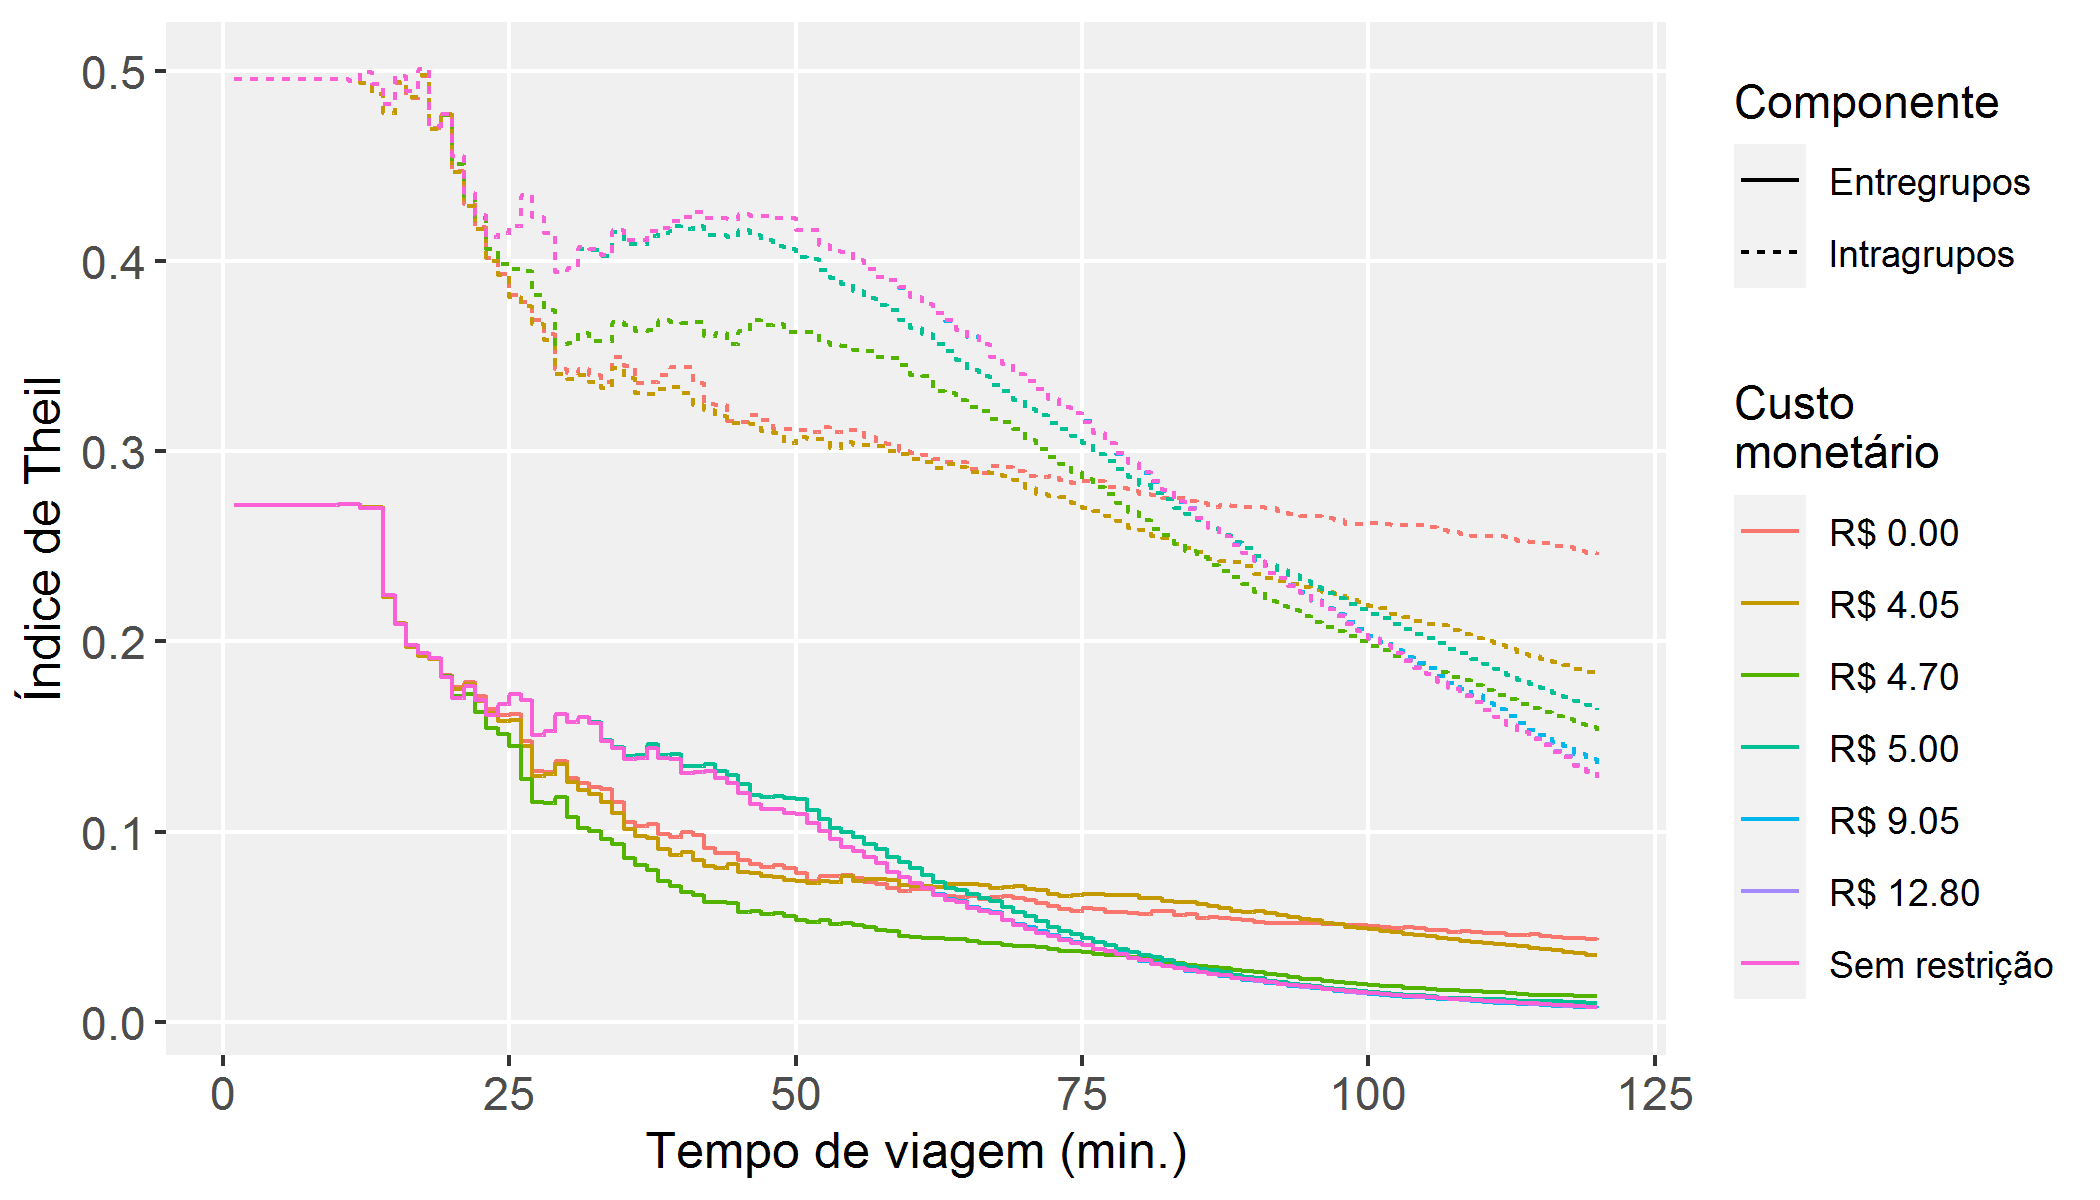 Índice de Theil
0.5
0.4
0.3
0.2
0.1
0.0
0
25
50
75
100
125
Tempo de viagem (min.)
Componente
Entregrupos
Intragrupos
Custo
monetário
R$ 0.00
R$ 4.05
R$ 4.70
R$ 5.00
R$ 9.05
R$ 12.80
Sem restrição